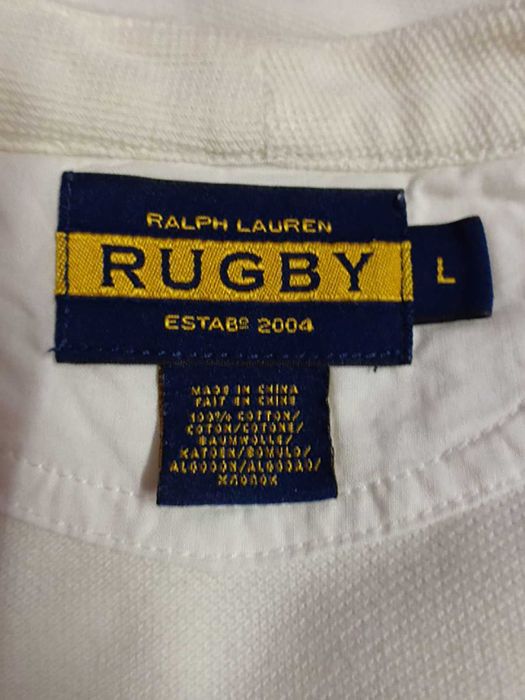 RALPH LAUREN
RUGBY
ESTABD 2004
L
MADE IN CHINA
FAIT EN CHINE
100% COTTON/
COTON/COTONE/
BAUMWOLLE/
KATOEN/BOMULD/
ALGODON/ALGODAO/
ХЛОПОК